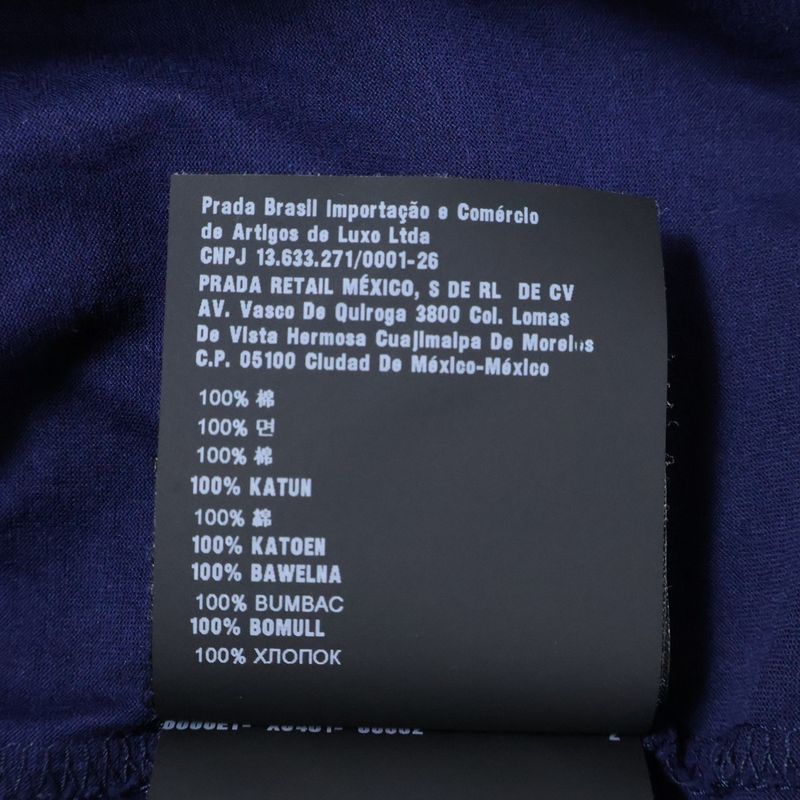 Prada Brasil Importação e Comércio
de Artigos de Luxo Ltda
CNPJ 13.633.271/0001-26
PRADA RETAIL MÉXICO, S DE RL DE CV
AV. Vasco De Quiroga 3800 Col. Lomas
De Vista Hermosa Cuajimalpa De Morelos
C.P. 05100 Ciudad De México-México
100% 棉
100% 면
100% 棉
100% KATUN
100% 綿
100% KATOEN
100% BAWELNA
100% BUMBAC
100% BOMULL
100% ХЛОПОК